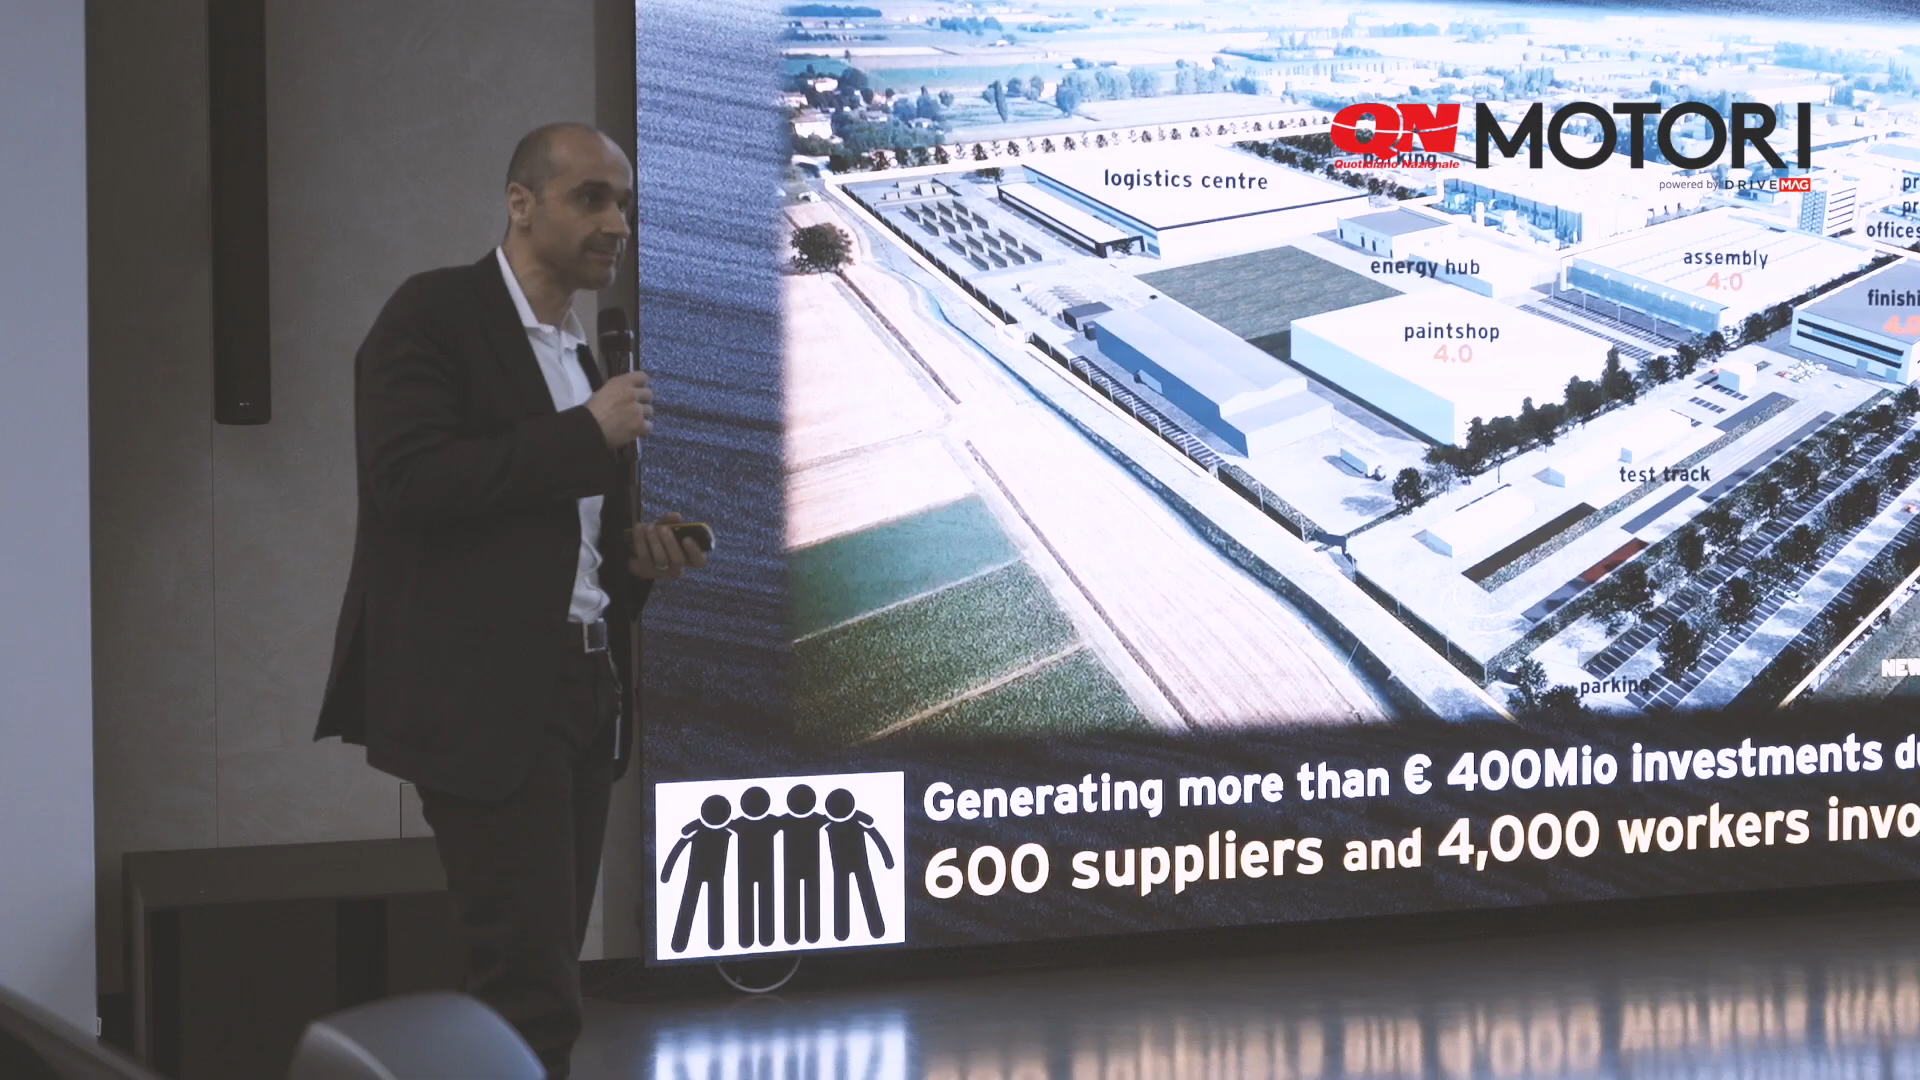 QN MOTORI
Quotidiano Nazionale
powered by DRIVEMAG
parking
logistics centre
energy hub
assembly
4.0
offices
paintshop
4.0
test track
parking
Generating more than € 400Mio investments
600 suppliers and 4,000 workers